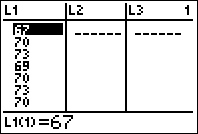 L1 L2 L3 1
67 ------ ------
70
73
69
70
73
70
L1(1)=67